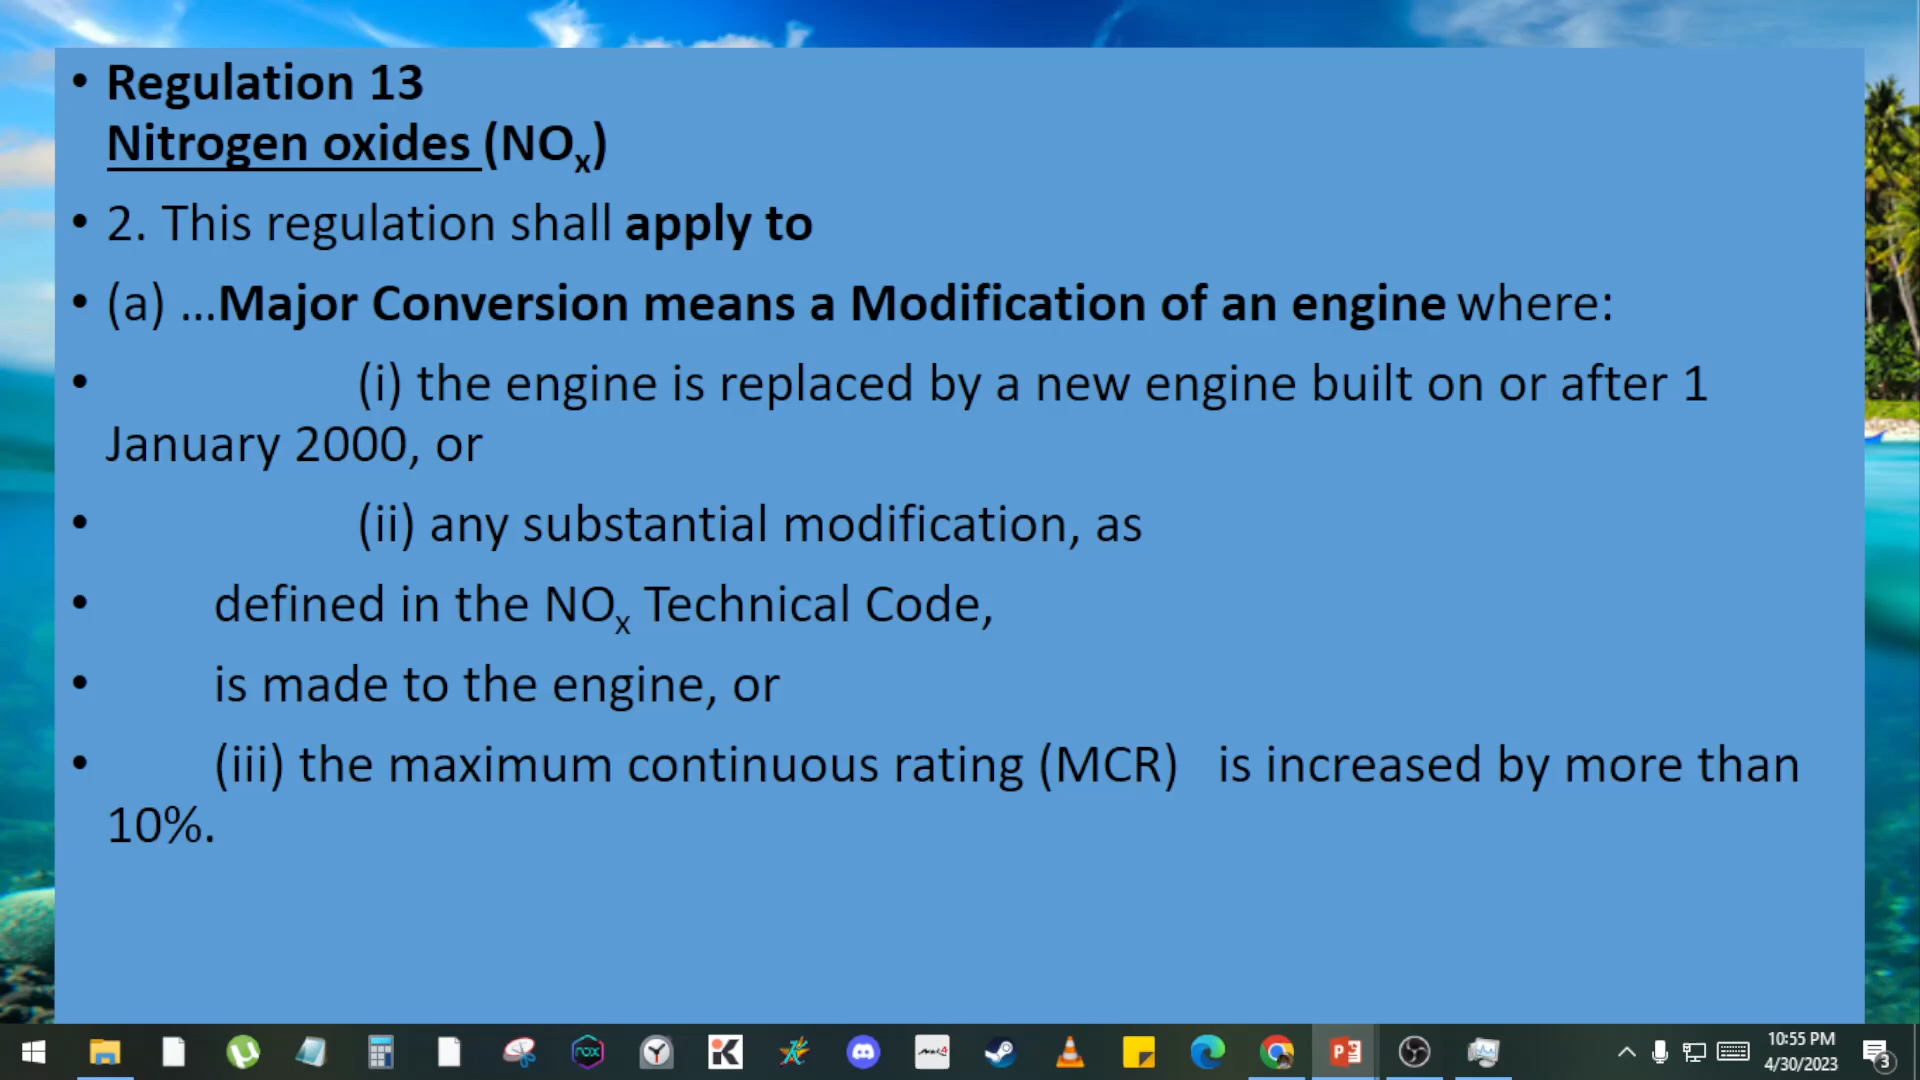 • Regulation 13
Nitrogen oxides (NOx)
• 2. This regulation shall apply to
• (a) ...Major Conversion means a Modification of an engine where:
• (i) the engine is replaced by a new engine built on or after 1
January 2000, or
• (ii) any substantial modification, as
• defined in the NOx Technical Code,
• is made to the engine, or
• (iii) the maximum continuous rating (MCR) is increased by more than
10%.
10:55 PM
4/30/2023
3